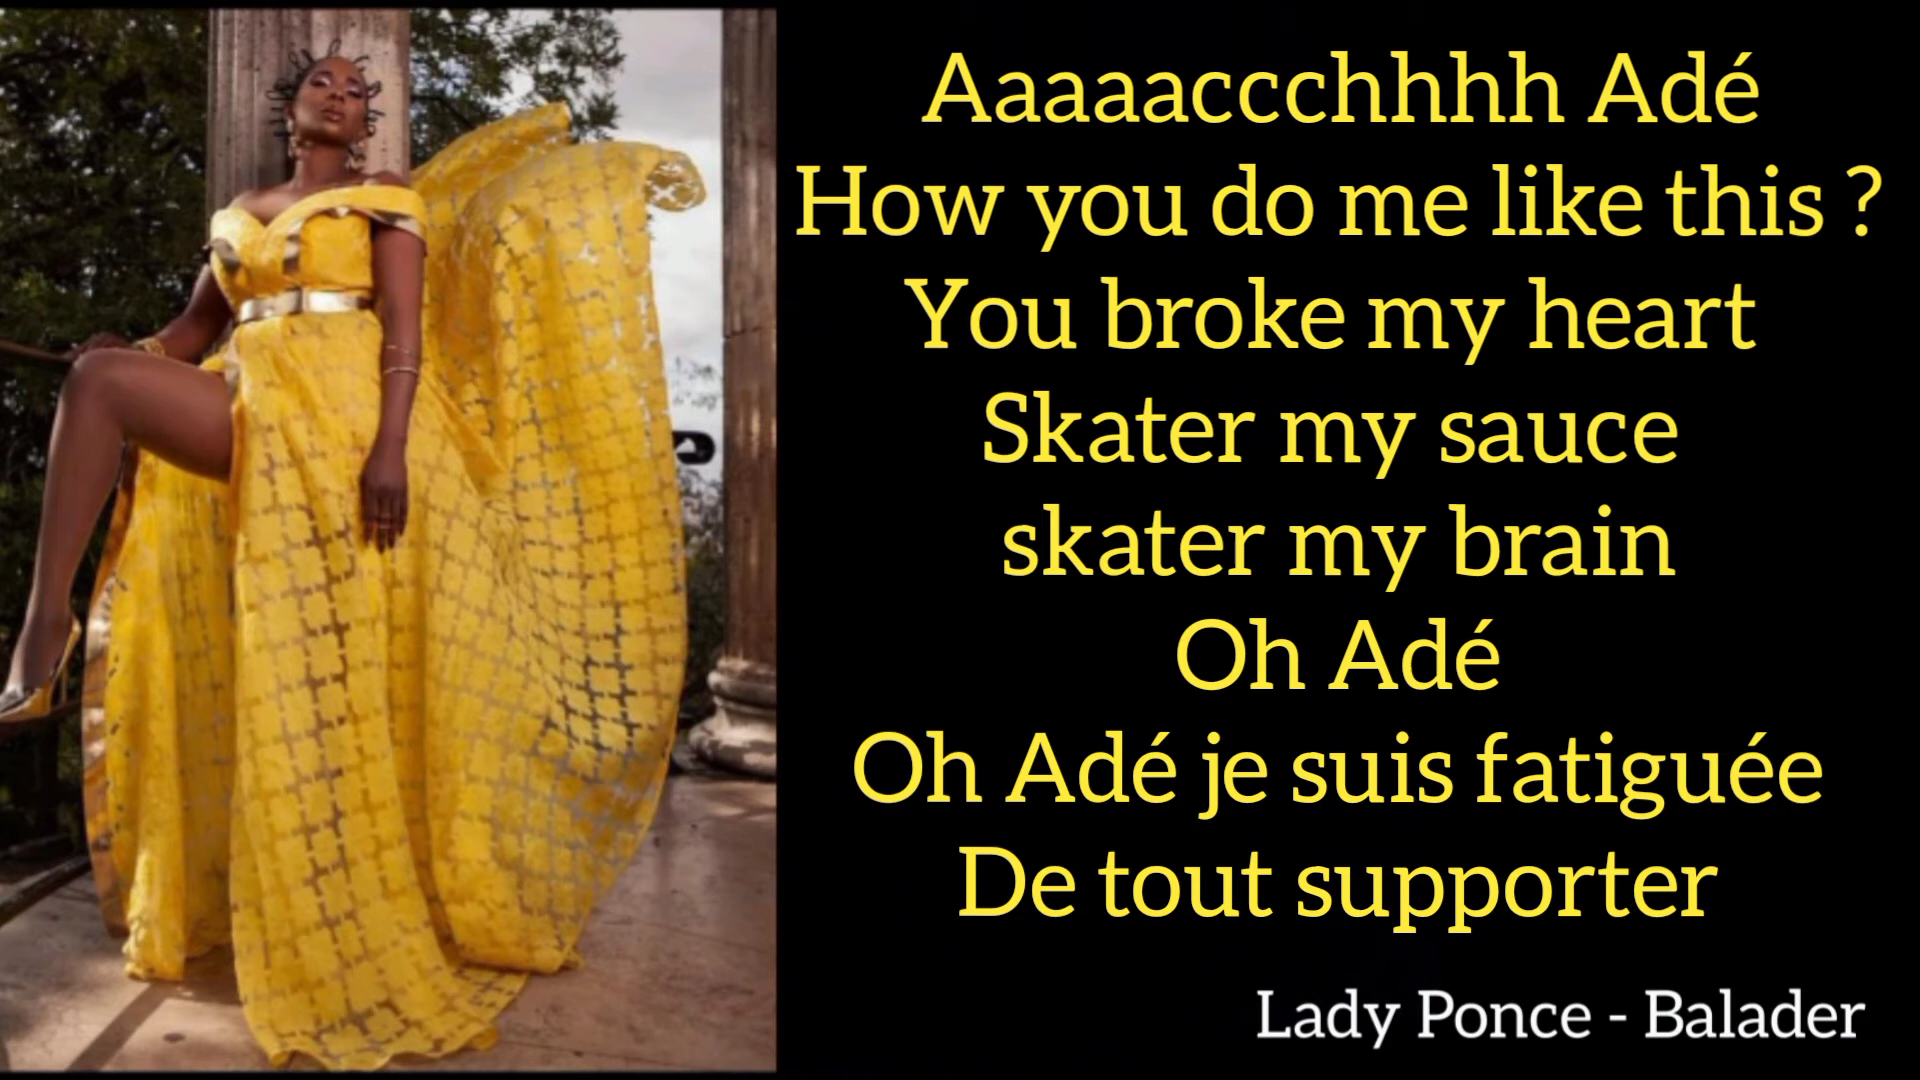 Aaaaaccchhhh Adé
How you do me like this ?
You broke my heart
Skater my sauce
skater my brain
Oh Adé
Oh Adé je suis fatiguée
De tout supporter
Lady Ponce - Balader